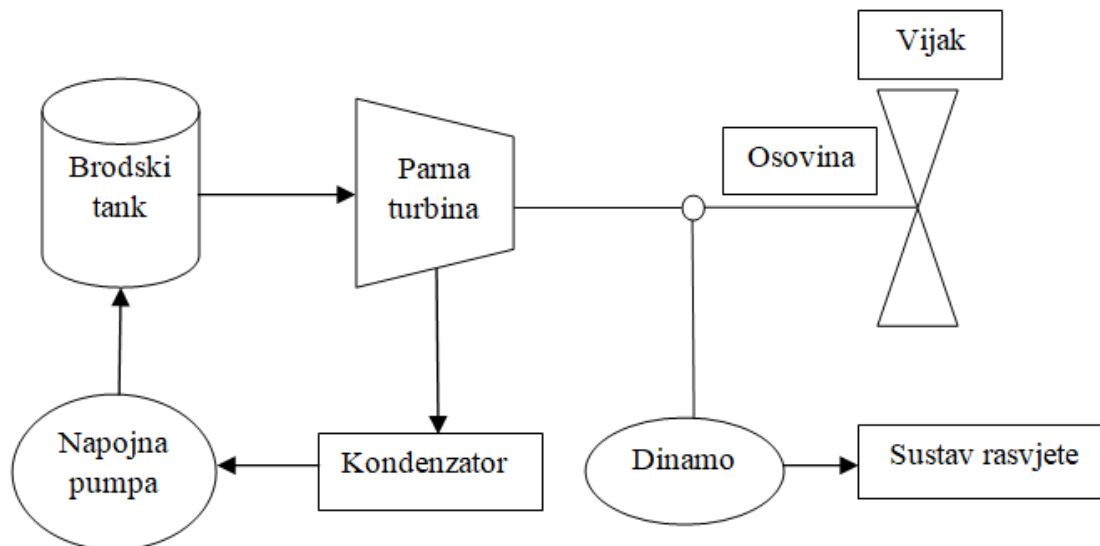 Vijak
Osovina
Brodski
tank
Parna
turbina
Napojna
pumpa
Kondenzator
Dinamo
Sustav rasvjete